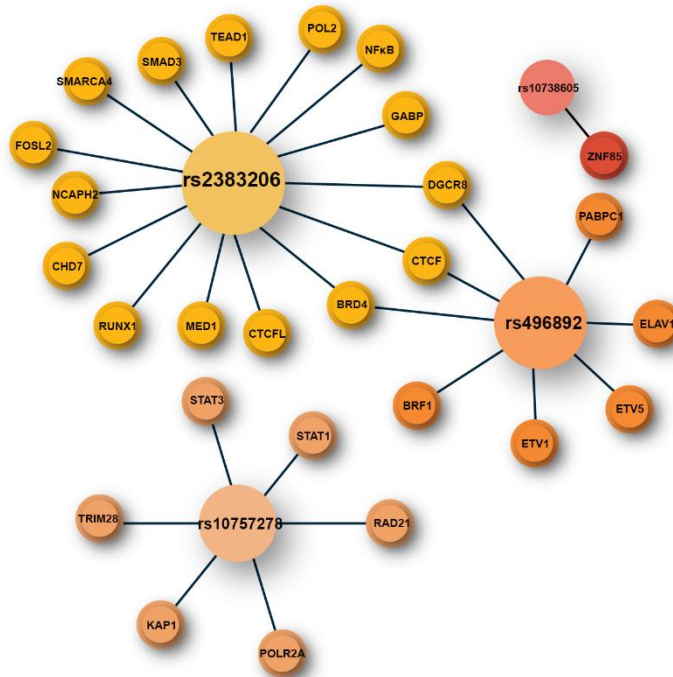 POL2
TEAD1
NFκB
SMAD3
SMARCA4
rs10738605
GABP
FOSL2
ZNF85
rs2383206
DGCR8
NCAPH2
PABPC1
CTCF
CHD7
BRD4
ELAV1
rs496892
RUNX1
MED1
CTCFL
BRF1
ETV5
STAT3
STAT1
ETV1
TRIM28
rs10757278
RAD21
KAP1
POLR2A